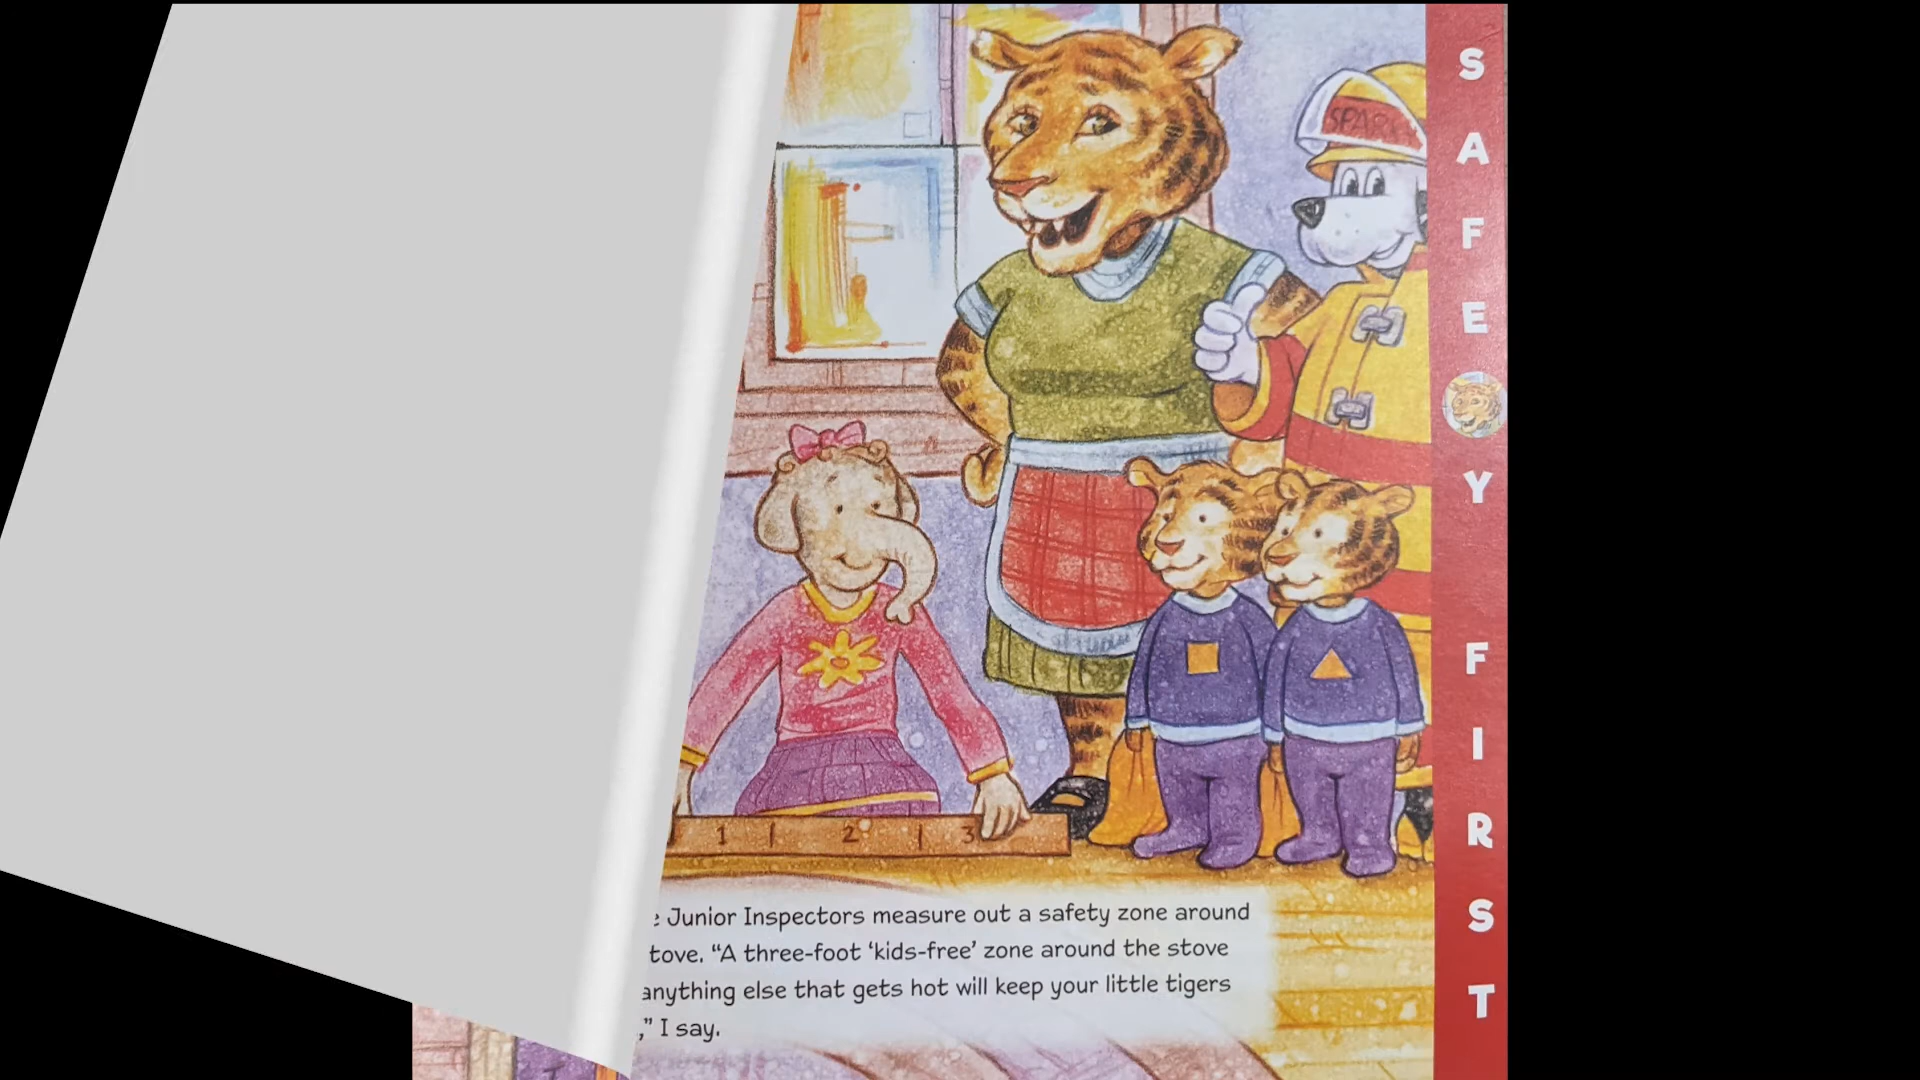 SPARKY
SAFETY FIRST
1 2 3
Junior Inspectors measure out a safety zone around
“A three-foot ‘kids-free’ zone around the stove
anything else that gets hot will keep your little tigers
,” I say.